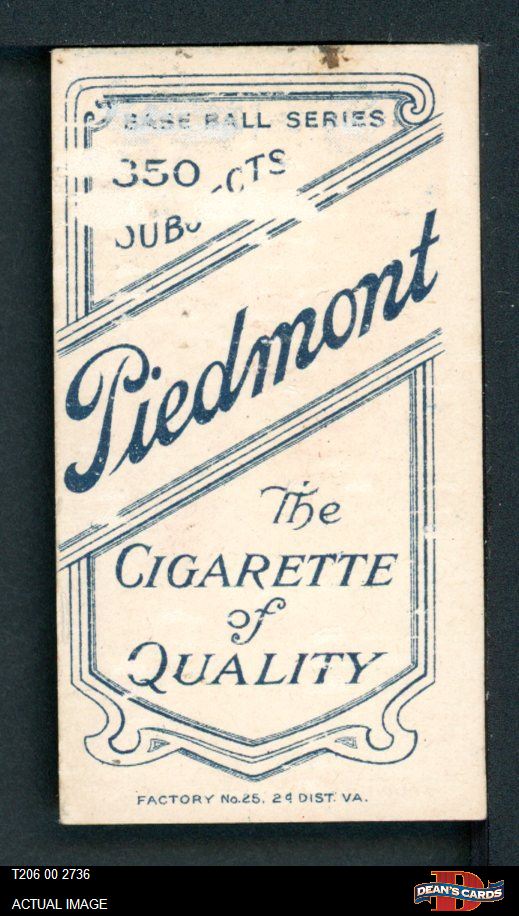 BASE BALL SERIES
350
Piedmont
The
CIGARETTE
of
QUALITY
FACTORY No.25, 2d DIST. VA.
T206 00 2736
ACTUAL IMAGE
DEAN'S CARDS